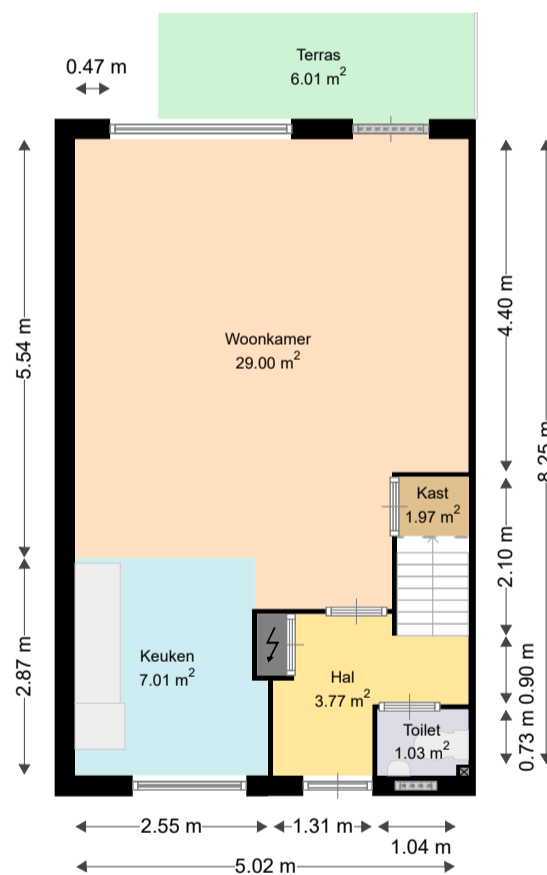 Terras
6.01 m²
0.47 m
5.54 m
4.40 m
8.25 m
Woonkamer
29.00 m²
Kast
1.97 m²
2.10 m
2.87 m
Keuken
7.01 m²
Hal
3.77 m²
0.90 m
Toilet
1.03 m²
0.73 m
2.55 m
1.31 m
1.04 m
5.02 m